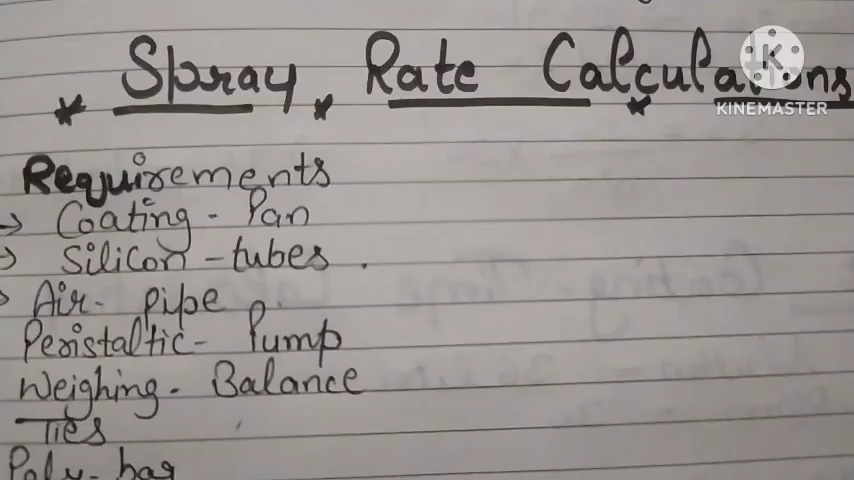 Spray Rate Calculations
KINEMASTER
Requirements
→ Coating - Pan
→ Silicon - tubes.
→ Air - pipe
Peristaltic - Pump
Weighing - Balance
Ties
Poly - bag